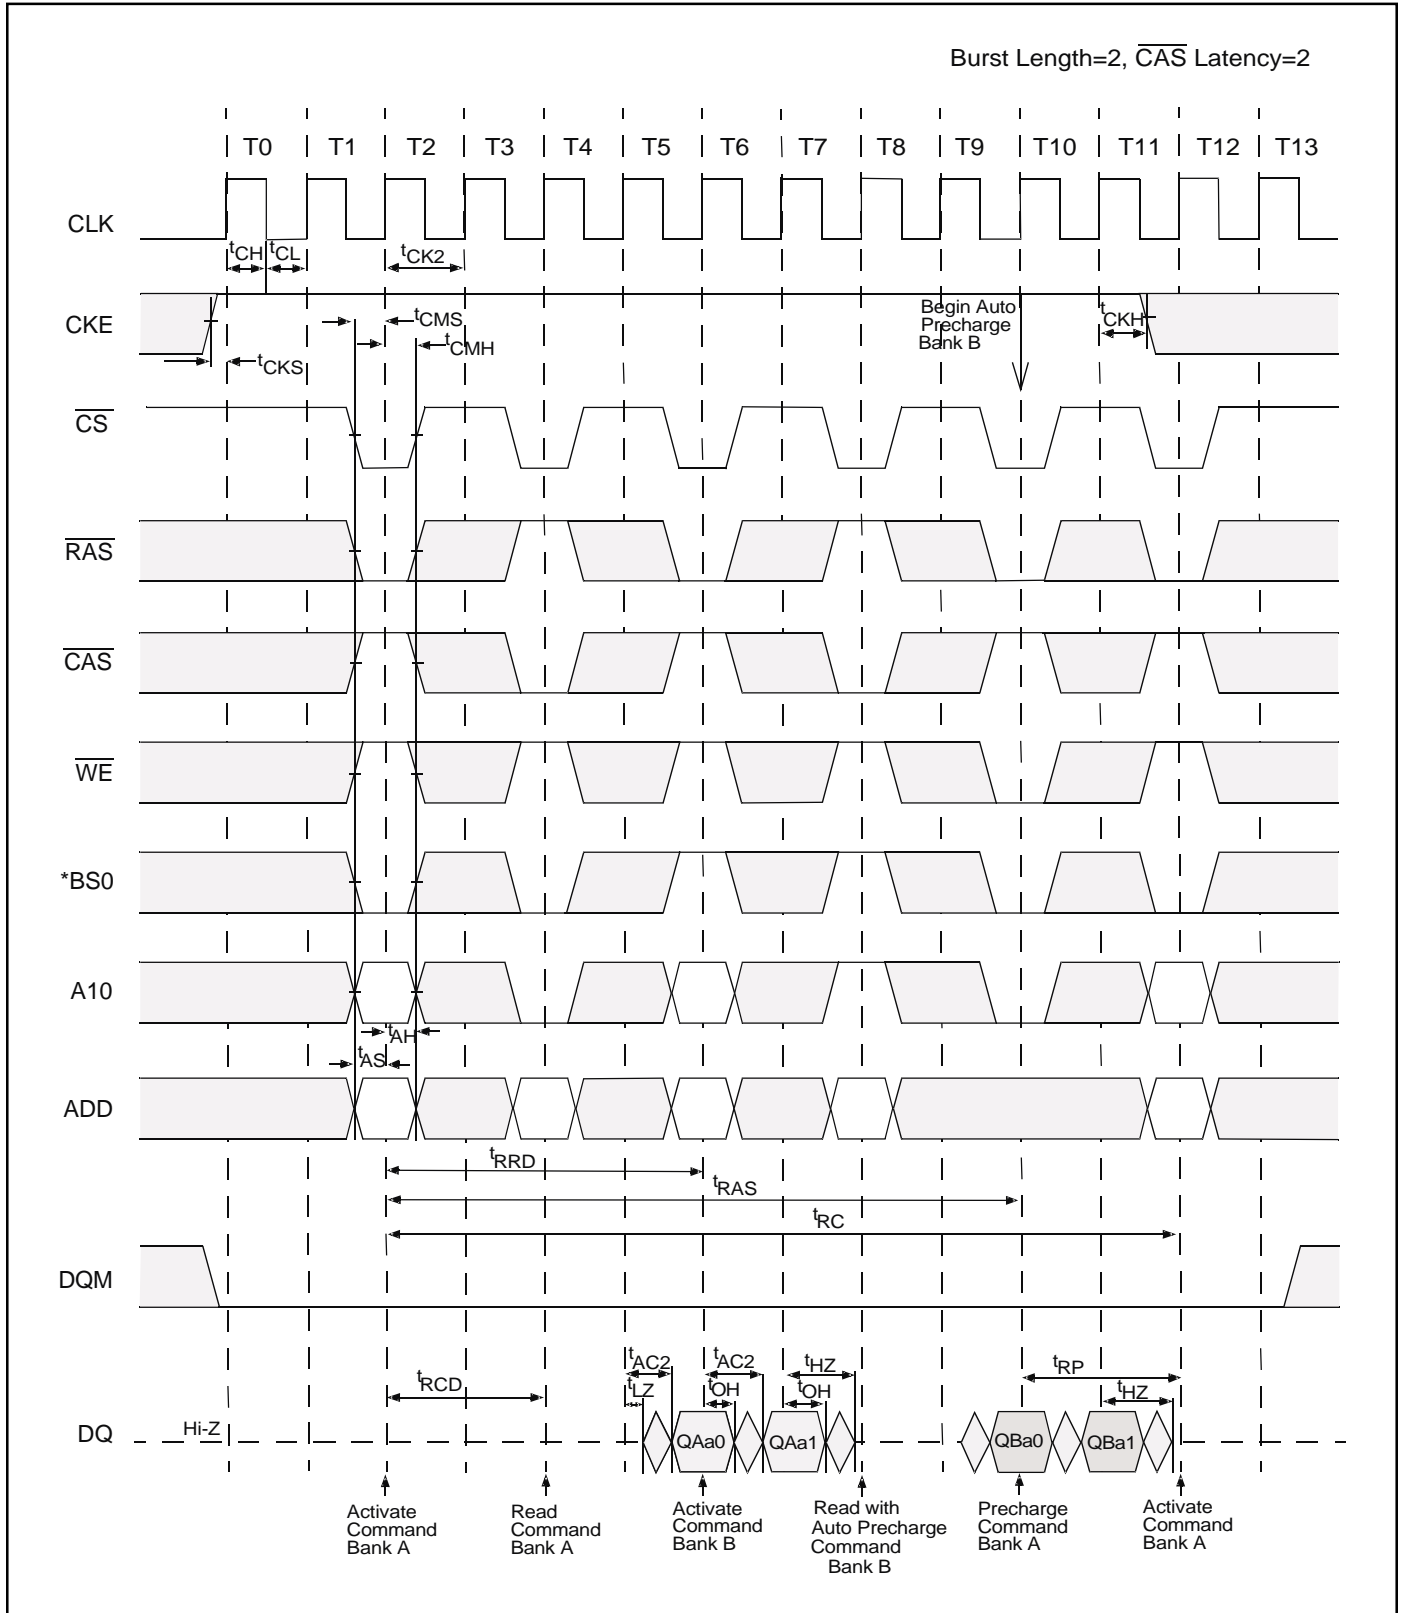 Burst Length=2, CAS Latency=2
T0 T1 T2 T3 T4 T5 T6 T7 T8 T9 T10 T11 T12 T13
CLK
tCH tCL tCK2
CKE
tCMS
tCMH
tCKS
Begin Auto
Precharge
Bank B
tCKH
CS
RAS
CAS
WE
*BS0
A10
tAH
tAS
ADD
tRRD
tRAS
tRC
DQM
tAC2 tAC2 tHZ tRP
tRCD tLZ tOH tOH tHZ
DQ
Hi-Z
QAa0 QAa1 QBa0 QBa1
Activate
Command
Bank A
Read
Command
Bank A
Activate
Command
Bank B
Read with
Auto Precharge
Command
Bank B
Precharge
Command
Bank A
Activate
Command
Bank A